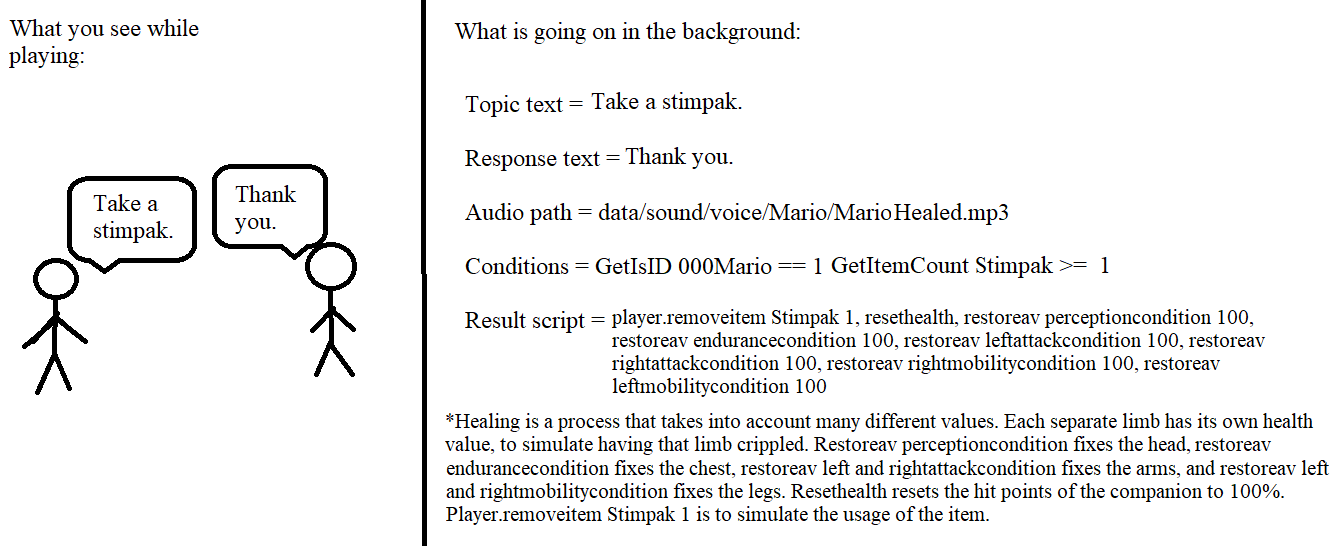 What you see while
playing:
Take a
stimpak.
Thank
you.
What is going on in the background:
Topic text = Take a stimpak.
Response text = Thank you.
Audio path = data/sound/voice/Mario/MarioHealed.mp3
Conditions = GetIsID 000Mario == 1 GetItemCount Stimpak >= 1
Result script = player.removeitem Stimpak 1, resethealth, restoreav perceptioncondition 100,
restoreav endurancecondition 100, restoreav leftattackcondition 100, restoreav
rightattackcondition 100, restoreav rightmobilitycondition 100, restoreav
leftmobilitycondition 100
*Healing is a process that takes into account many different values. Each separate limb has its own health
value, to simulate having that limb crippled. Restoreav perceptioncondition fixes the head, restoreav
endurancecondition fixes the chest, restoreav left and rightattackcondition fixes the arms, and restoreav left
and rightmobilitycondition fixes the legs. Resethealth resets the hit points of the companion to 100%.
Player.removeitem Stimpak 1 is to simulate the usage of the item.